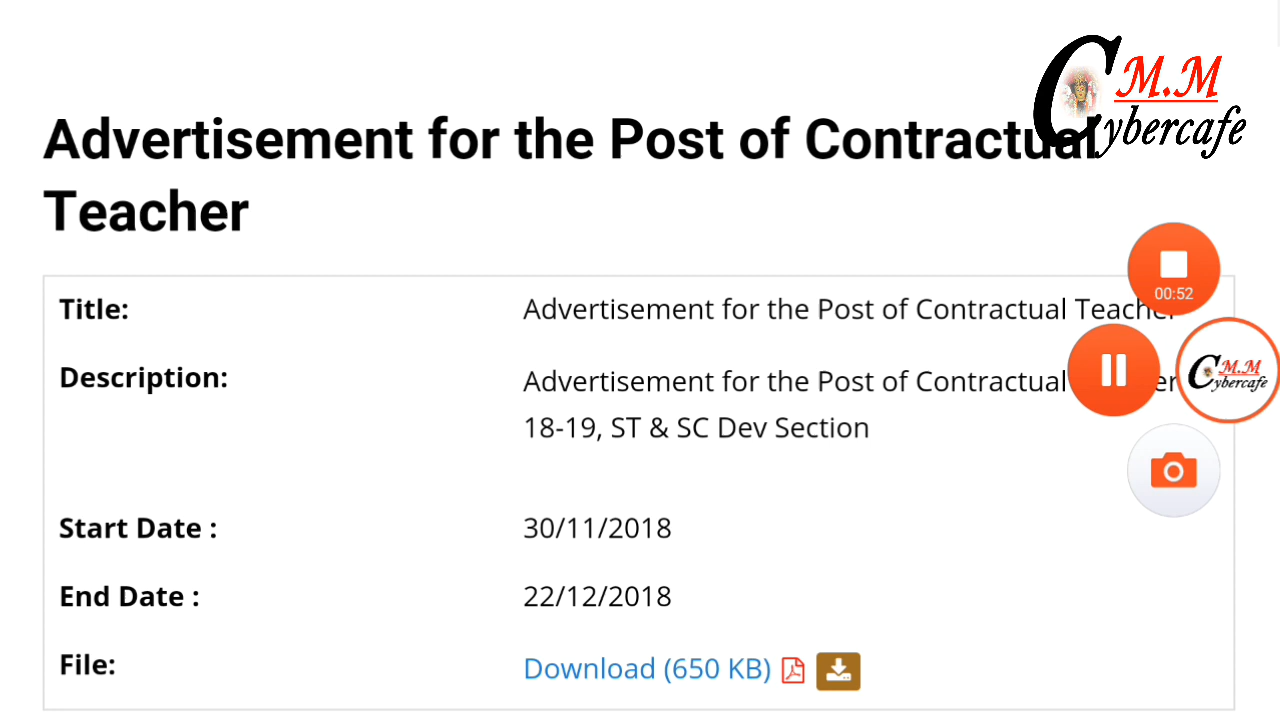 M.M
Cybercafe
Advertisement for the Post of Contractual
Teacher
00:52
Title: Advertisement for the Post of Contractual Teacher
Description: Advertisement for the Post of Contractual
18-19, ST & SC Dev Section
M.M
Cybercafe
Start Date : 30/11/2018
End Date : 22/12/2018
File: Download (650 KB)